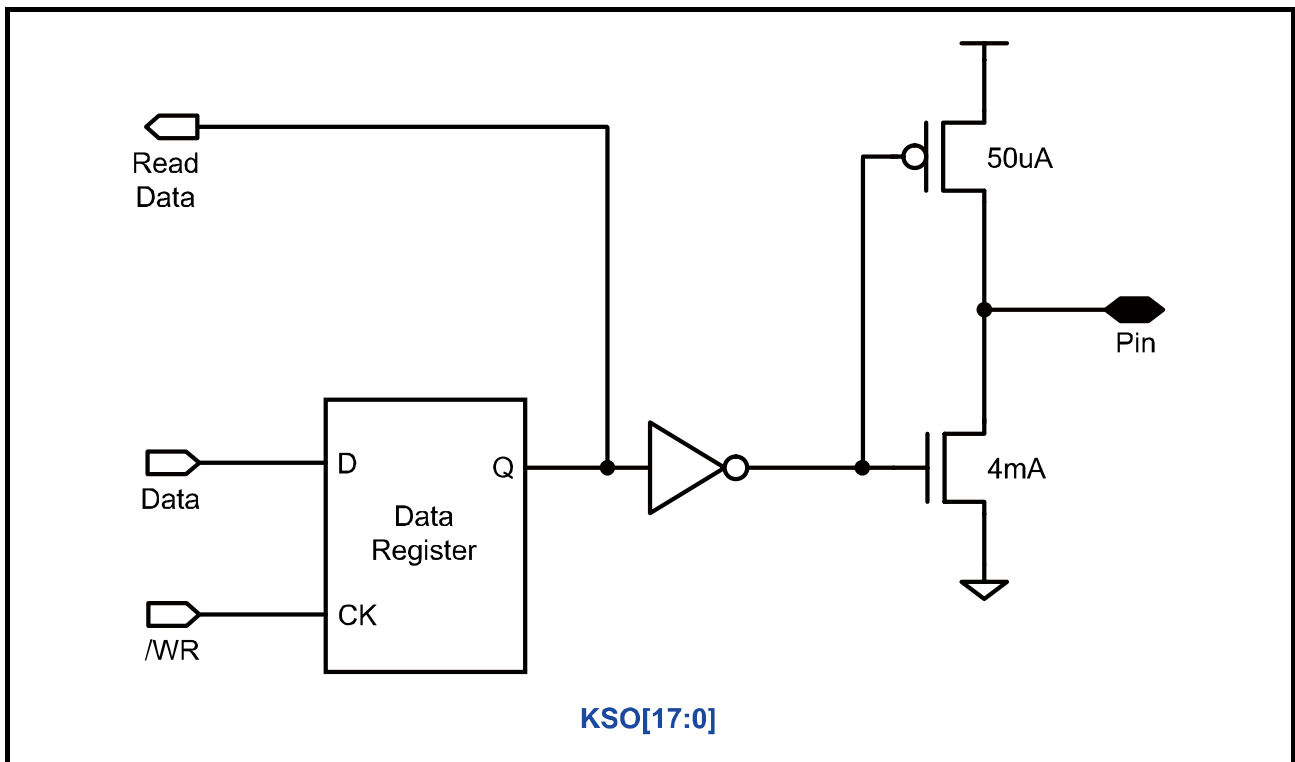 50uA
Read
Data
Pin
D
Q
4mA
Data
Data
Register
CK
/WR
KSO[17:0]